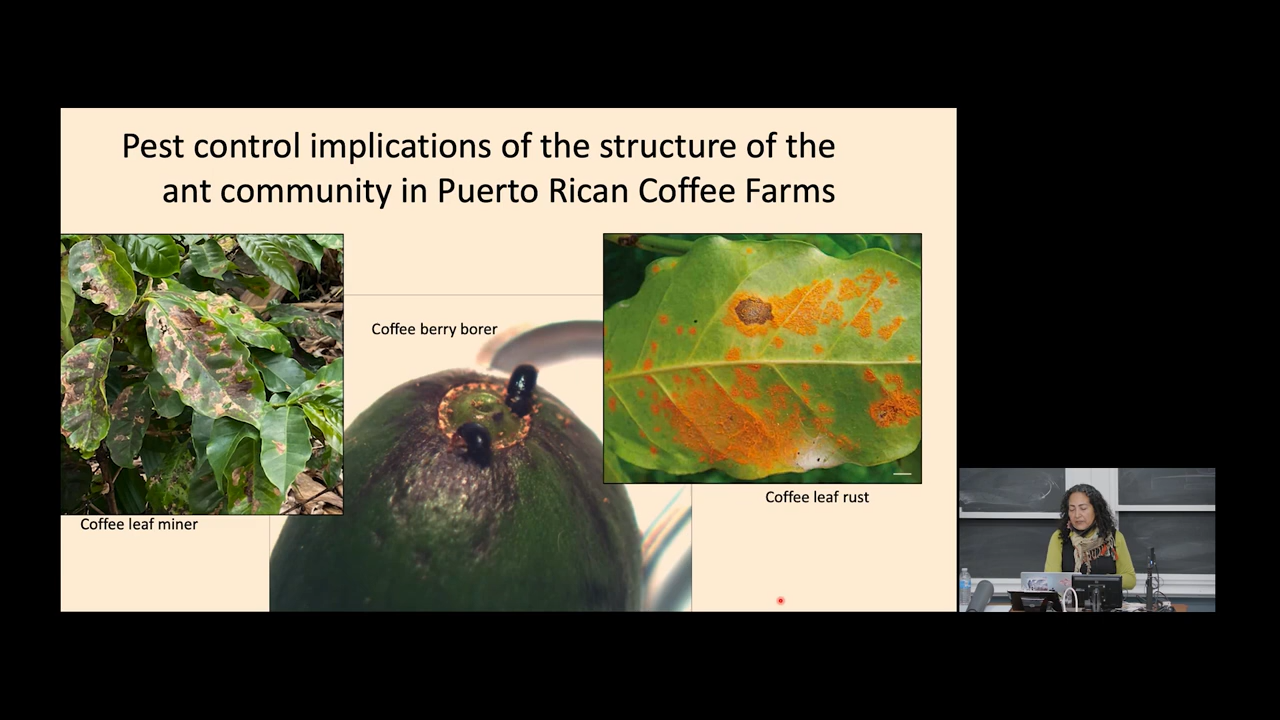 Pest control implications of the structure of the
ant community in Puerto Rican Coffee Farms
Coffee berry borer
Coffee leaf rust
Coffee leaf miner